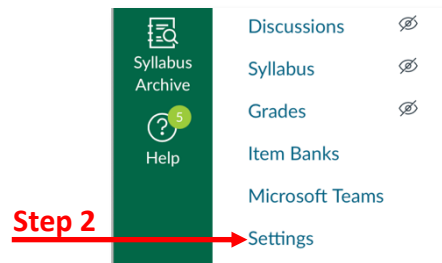 Syllabus
Archive
5
Help
Discussions
Syllabus
Grades
Item Banks
Microsoft Teams
Settings
Step 2